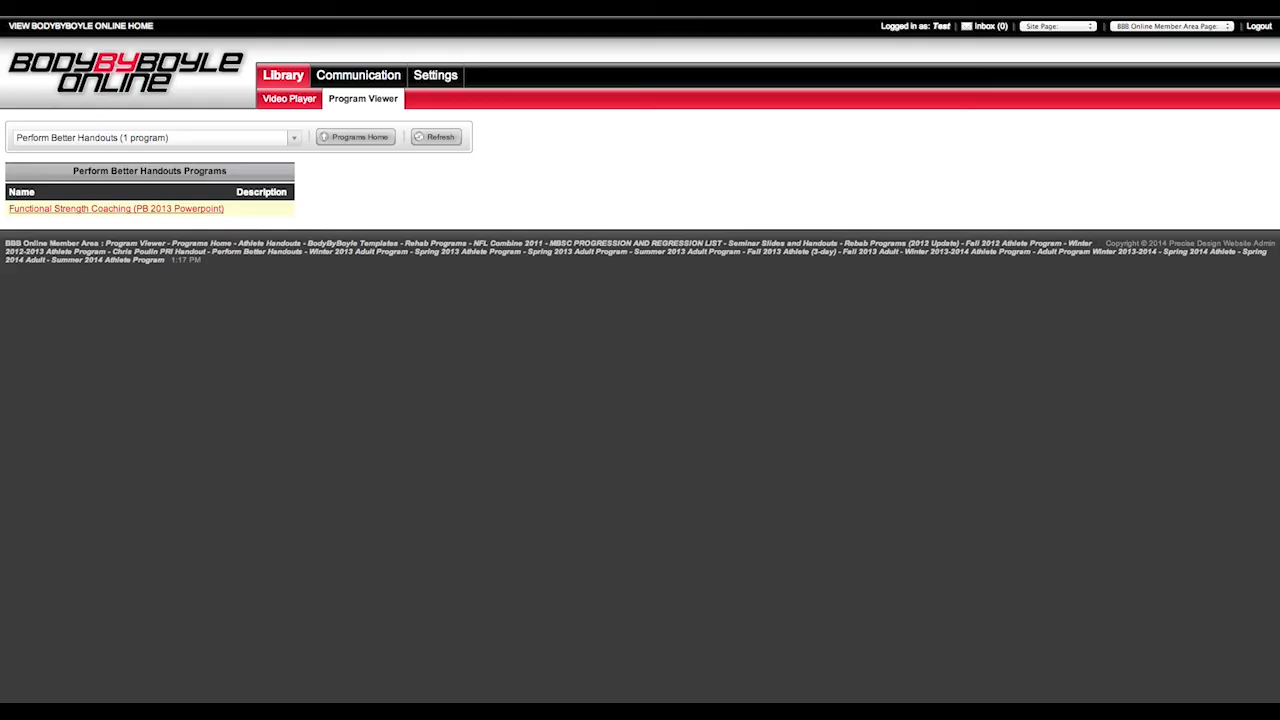 VIEW BODYBYBOYLE ONLINE HOME
Logged in as: Test | Inbox (0) | Site Page: | BBB Online Member Area Page: | Logout
BODYBYBOYLE
ONLINE
Library Communication Settings
Video Player Program Viewer
Perform Better Handouts (1 program) Programs Home Refresh
Perform Better Handouts Programs
Name Description
Functional Strength Coaching (PB 2013 Powerpoint)
BBB Online Member Area : Program Viewer - Programs Home - Athlete Handouts - BodyByBoyle Templates - Rehab Programs - NFL Combine 2011 - MBSC PROGRESSION AND REGRESSION LIST - Seminar Slides and Handouts - Rehab Programs (2012 Update) - Fall 2012 Athlete Program - Winter Copyright © 2014 Precise Design Website Admin
2012-2013 Athlete Program - Chris Poulin PRI Handout - Perform Better Handouts - Winter 2013 Adult Program - Spring 2013 Athlete Program - Spring 2013 Adult Program - Summer 2013 Adult Program - Fall 2013 Athlete (3-day) - Fall 2013 Adult - Winter 2013-2014 Athlete Program - Adult Program Winter 2013-2014 - Spring 2014 Athlete - Spring
2014 Adult - Summer 2014 Athlete Program 1:17 PM